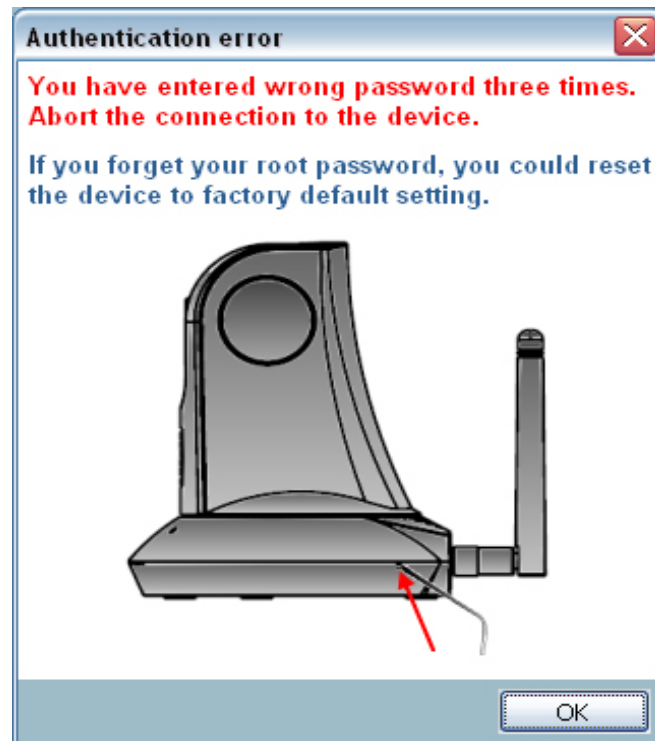 Authentication error
You have entered wrong password three times.
Abort the connection to the device.
If you forget your root password, you could reset
the device to factory default setting.
OK